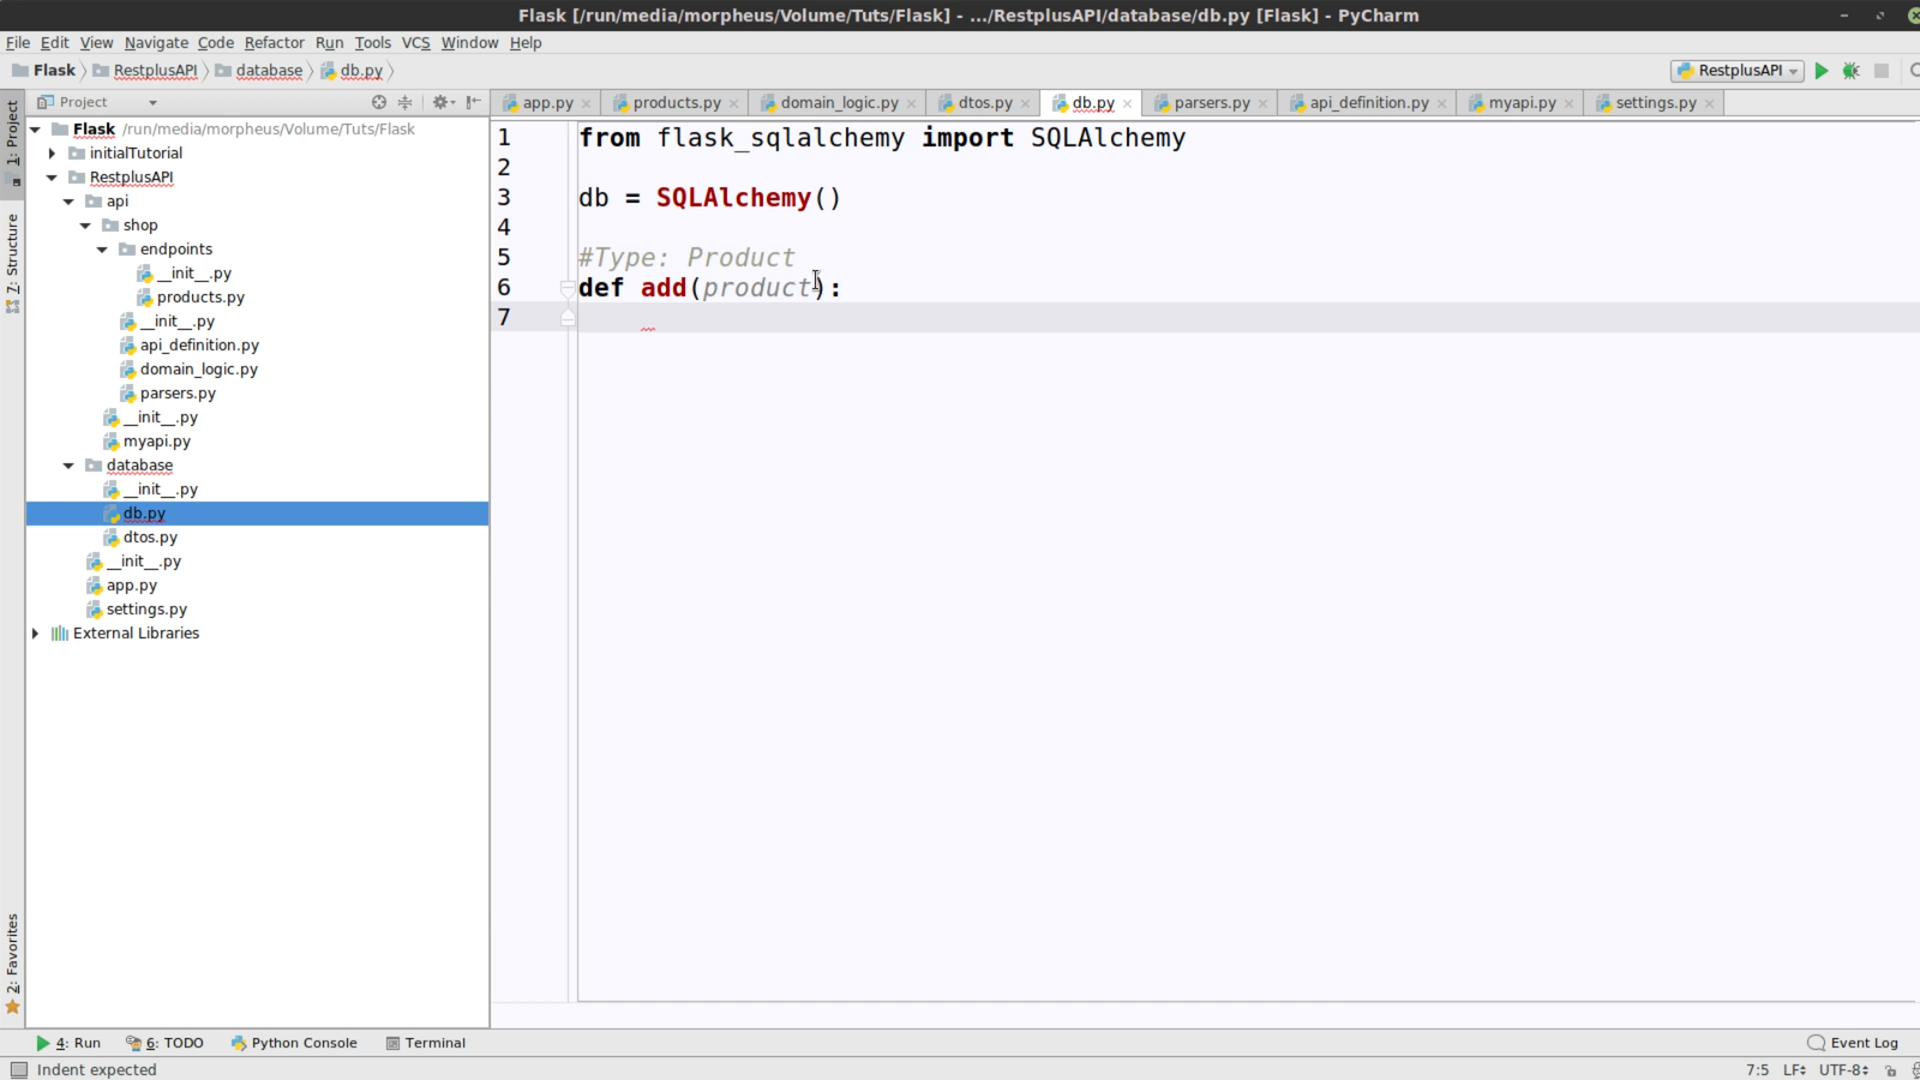 Flask [/run/media/morpheus/Volume/Tuts/Flask] - .../RestplusAPI/database/db.py [Flask] - PyCharm
File Edit View Navigate Code Refactor Run Tools VCS Window Help
Flask RestplusAPI database db.py RestplusAPI
Project
app.py products.py domain_logic.py dtos.py db.py parsers.py api_definition.py myapi.py settings.py
1: Project
7: Structure
2: Favorites
Flask /run/media/morpheus/Volume/Tuts/Flask
initialTutorial
RestplusAPI
api
shop
endpoints
__init__.py
products.py
__init__.py
api_definition.py
domain_logic.py
parsers.py
__init__.py
myapi.py
database
__init__.py
db.py
dtos.py
__init__.py
app.py
settings.py
External Libraries
1 from flask_sqlalchemy import SQLAlchemy
2
3 db = SQLAlchemy()
4
5 #Type: Product
6 def add(product):
7
4: Run 6: TODO Python Console Terminal Event Log
Indent expected 7:5 LF UTF-8